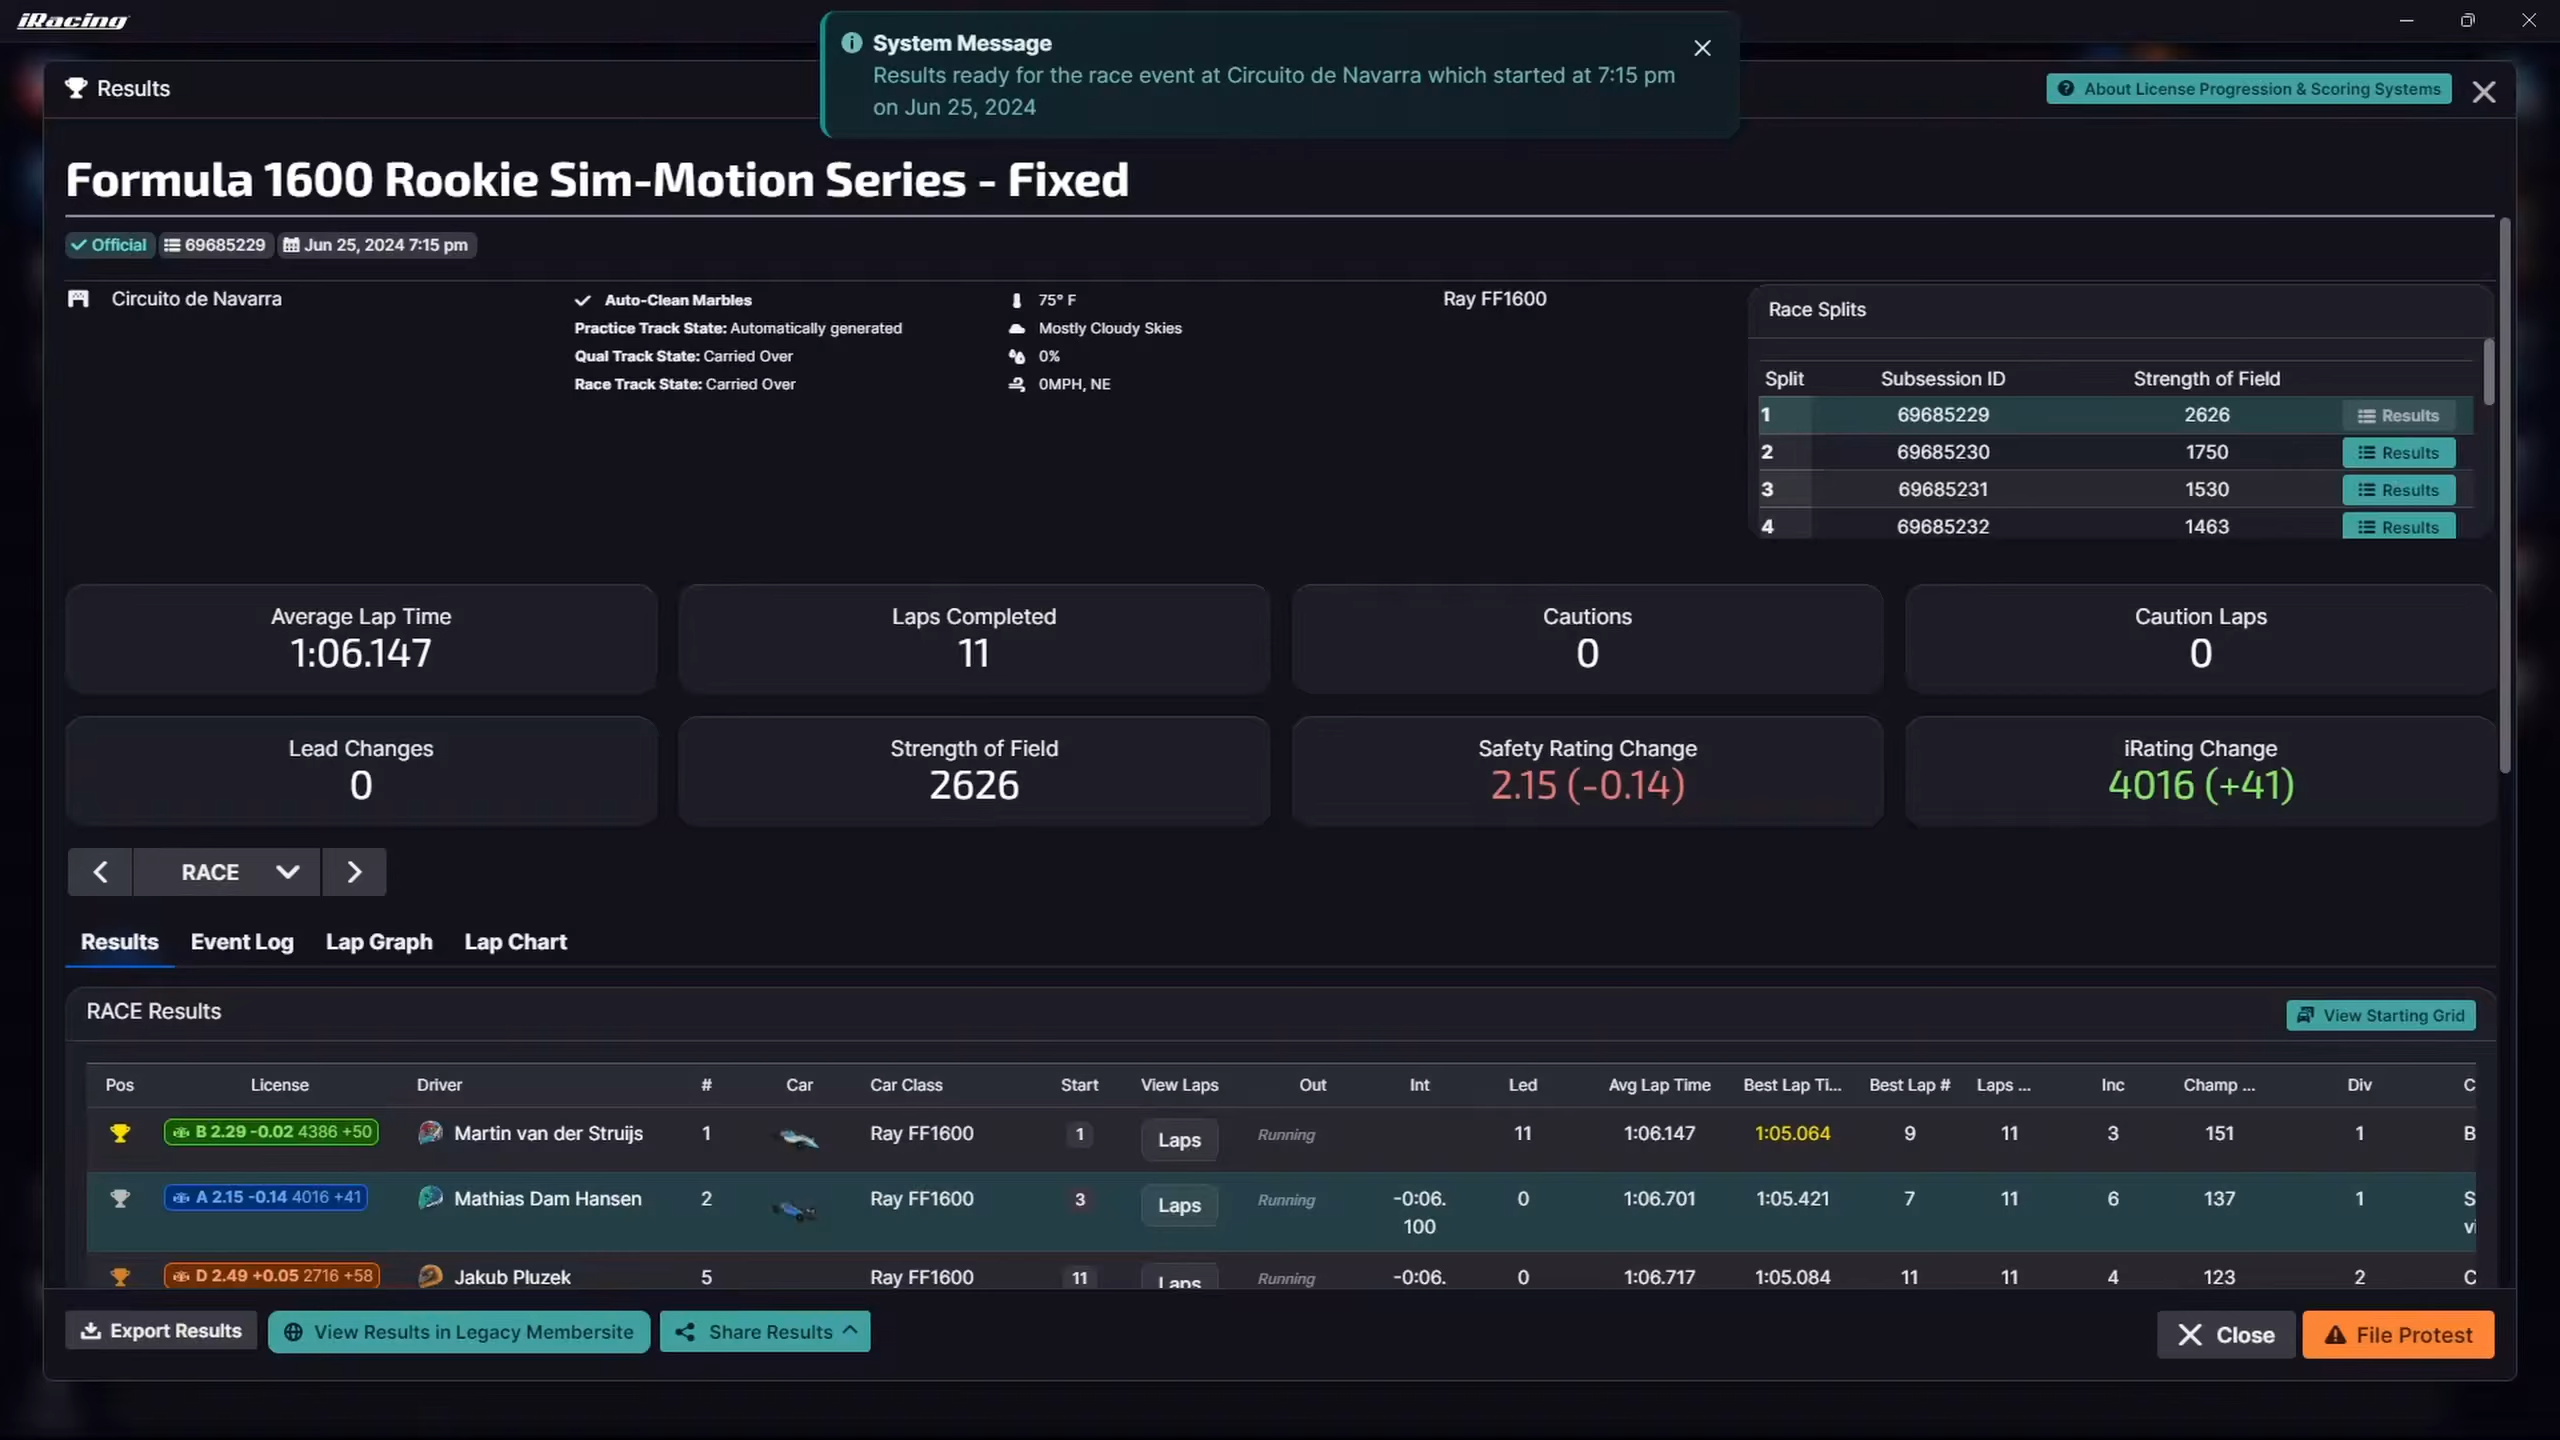 iRacing
System Message
Results ready for the race event at Circuito de Navarra which started at 7:15 pm
on Jun 25, 2024
Results
About License Progression & Scoring Systems
Formula 1600 Rookie Sim-Motion Series - Fixed
Official 69685229 Jun 25, 2024 7:15 pm
Circuito de Navarra
Auto-Clean Marbles
Practice Track State: Automatically generated
Qual Track State: Carried Over
Race Track State: Carried Over
75° F
Mostly Cloudy Skies
0%
0MPH, NE
Ray FF1600
Race Splits
Split Subsession ID Strength of Field
1 69685229 2626 Results
2 69685230 1750 Results
3 69685231 1530 Results
4 69685232 1463 Results
Average Lap Time
1:06.147
Laps Completed
11
Cautions
0
Caution Laps
0
Lead Changes
0
Strength of Field
2626
Safety Rating Change
2.15 (-0.14)
iRating Change
4016 (+41)
RACE
Results Event Log Lap Graph Lap Chart
RACE Results
View Starting Grid
Pos License Driver # Car Car Class Start View Laps Out Int Led Avg Lap Time Best Lap Ti... Best Lap # Laps ... Inc Champ ... Div C
B 2.29 -0.02 4386 +50 Martin van der Struijs 1 Ray FF1600 1 Laps Running 11 1:06.147 1:05.064 9 11 3 151 1 B
A 2.15 -0.14 4016 +41 Mathias Dam Hansen 2 Ray FF1600 3 Laps Running -0:06. 0 1:06.701 1:05.421 7 11 6 137 1 S
100 vi
D 2.49 +0.05 2716 +58 Jakub Pluzek 5 Ray FF1600 11 Laps Running -0:06. 0 1:06.717 1:05.084 11 11 4 123 2 C
Export Results View Results in Legacy Membersite Share Results Close File Protest